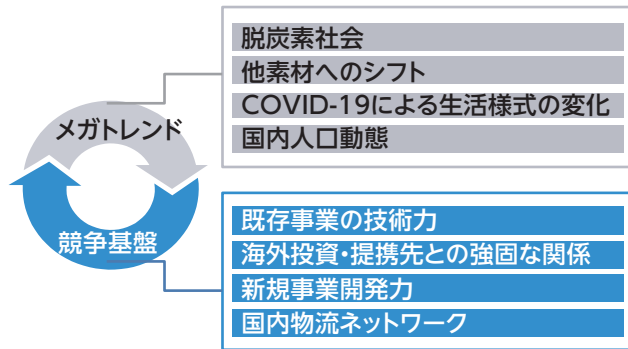 メガトレンド
脱炭素社会
他素材へのシフト
COVID-19による生活様式の変化
国内人口動態
競争基盤
既存事業の技術力
海外投資・提携先との強固な関係
新規事業開発力
国内物流ネットワーク